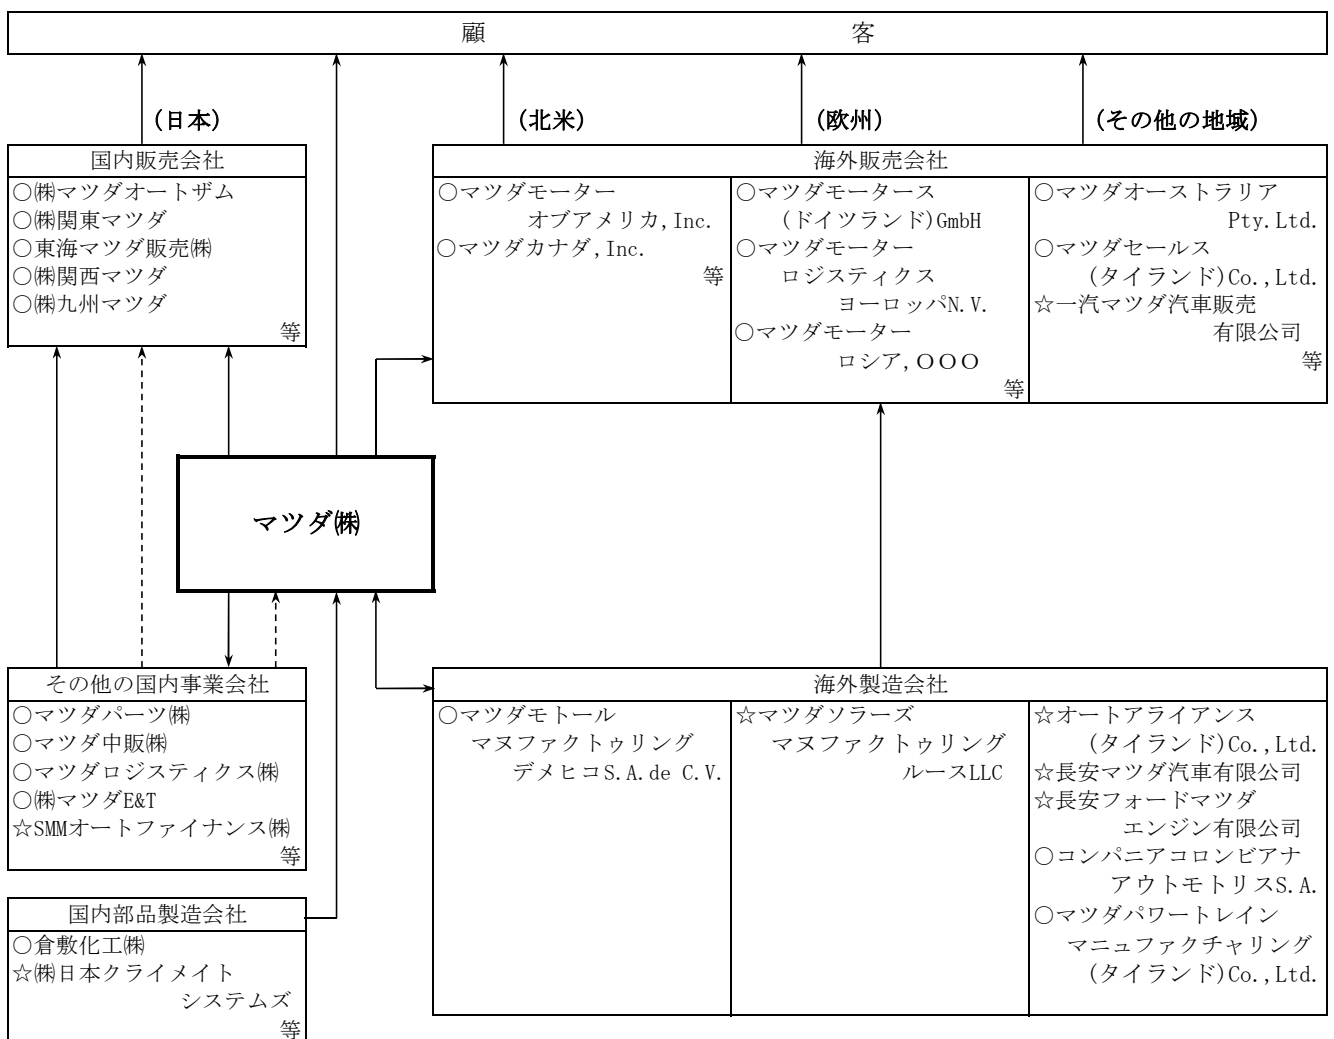 顧客
(日本)
(北米)
(欧州)
(その他の地域)
国内販売会社
○㈱マツダオートザム
○㈱関東マツダ
○東海マツダ販売㈱
○㈱関西マツダ
○㈱九州マツダ
等
海外販売会社
○マツダモーター
オブアメリカ,Inc.
○マツダカナダ,Inc.
等
○マツダモータース
(ドイツランド)GmbH
○マツダモーター
ロジスティクス
ヨーロッパN.V.
○マツダモーター
ロシア,OOO
等
○マツダオーストラリア
Pty.Ltd.
○マツダセールス
(タイランド)Co.,Ltd.
☆一汽マツダ汽車販売
有限公司
等
マツダ㈱
その他の国内事業会社
○マツダパーツ㈱
○マツダ中販㈱
○マツダロジスティクス㈱
○㈱マツダE&T
☆SMMオートファイナンス㈱
等
国内部品製造会社
○倉敷化工㈱
☆㈱日本クライメイト
システムズ
等
海外製造会社
○マツダモトール
マヌファクトゥリング
デメヒコS.A.de C.V.
☆マツダソラーズ
マヌファクトゥリング
ルースLLC
☆オートアライアンス
(タイランド)Co.,Ltd.
☆長安マツダ汽車有限公司
☆長安フォードマツダ
エンジン有限公司
○コンパニアコロンビアナ
アウトモトリスS.A.
○マツダパワートレイン
マニュファクチャリング
(タイランド)Co.,Ltd.